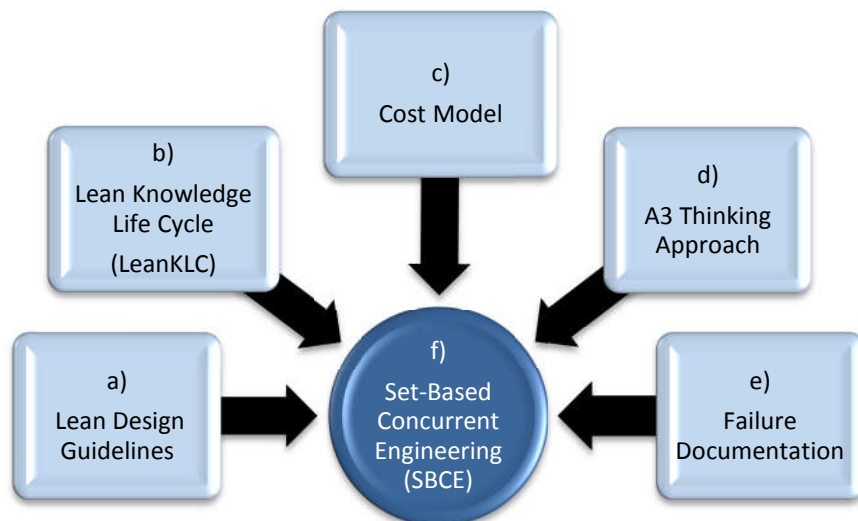 a)
Lean Design
Guidelines
b)
Lean Knowledge
Life Cycle
(LeanKLC)
c)
Cost Model
d)
A3 Thinking
Approach
e)
Failure
Documentation
f)
Set-Based
Concurrent
Engineering
(SBCE)